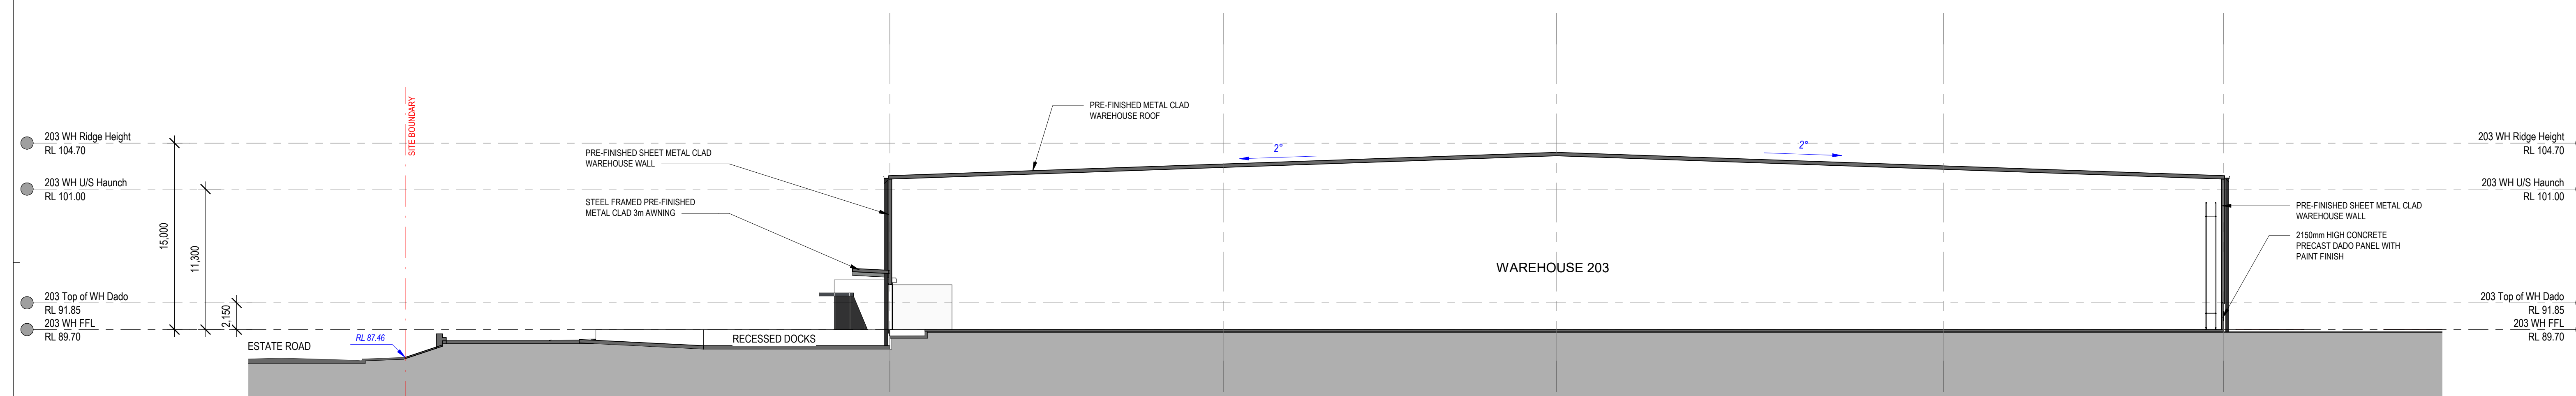 203 WH Ridge Height
RL 104.70
203 WH U/S Haunch
RL 101.00
203 Top of WH Dado
RL 91.85
203 WH FFL
RL 89.70
15,000
11,300
2,150
ESTATE ROAD
SITE BOUNDARY
RL 87.46
PRE-FINISHED SHEET METAL CLAD
WAREHOUSE WALL
STEEL FRAMED PRE-FINISHED
METAL CLAD 3m AWNING
RECESSED DOCKS
PRE-FINISHED METAL CLAD
WAREHOUSE ROOF
2°
2°
WAREHOUSE 203
PRE-FINISHED SHEET METAL CLAD
WAREHOUSE WALL
2150mm HIGH CONCRETE
PRECAST DADO PANEL WITH
PAINT FINISH
203 WH Ridge Height
RL 104.70
203 WH U/S Haunch
RL 101.00
203 Top of WH Dado
RL 91.85
203 WH FFL
RL 89.70